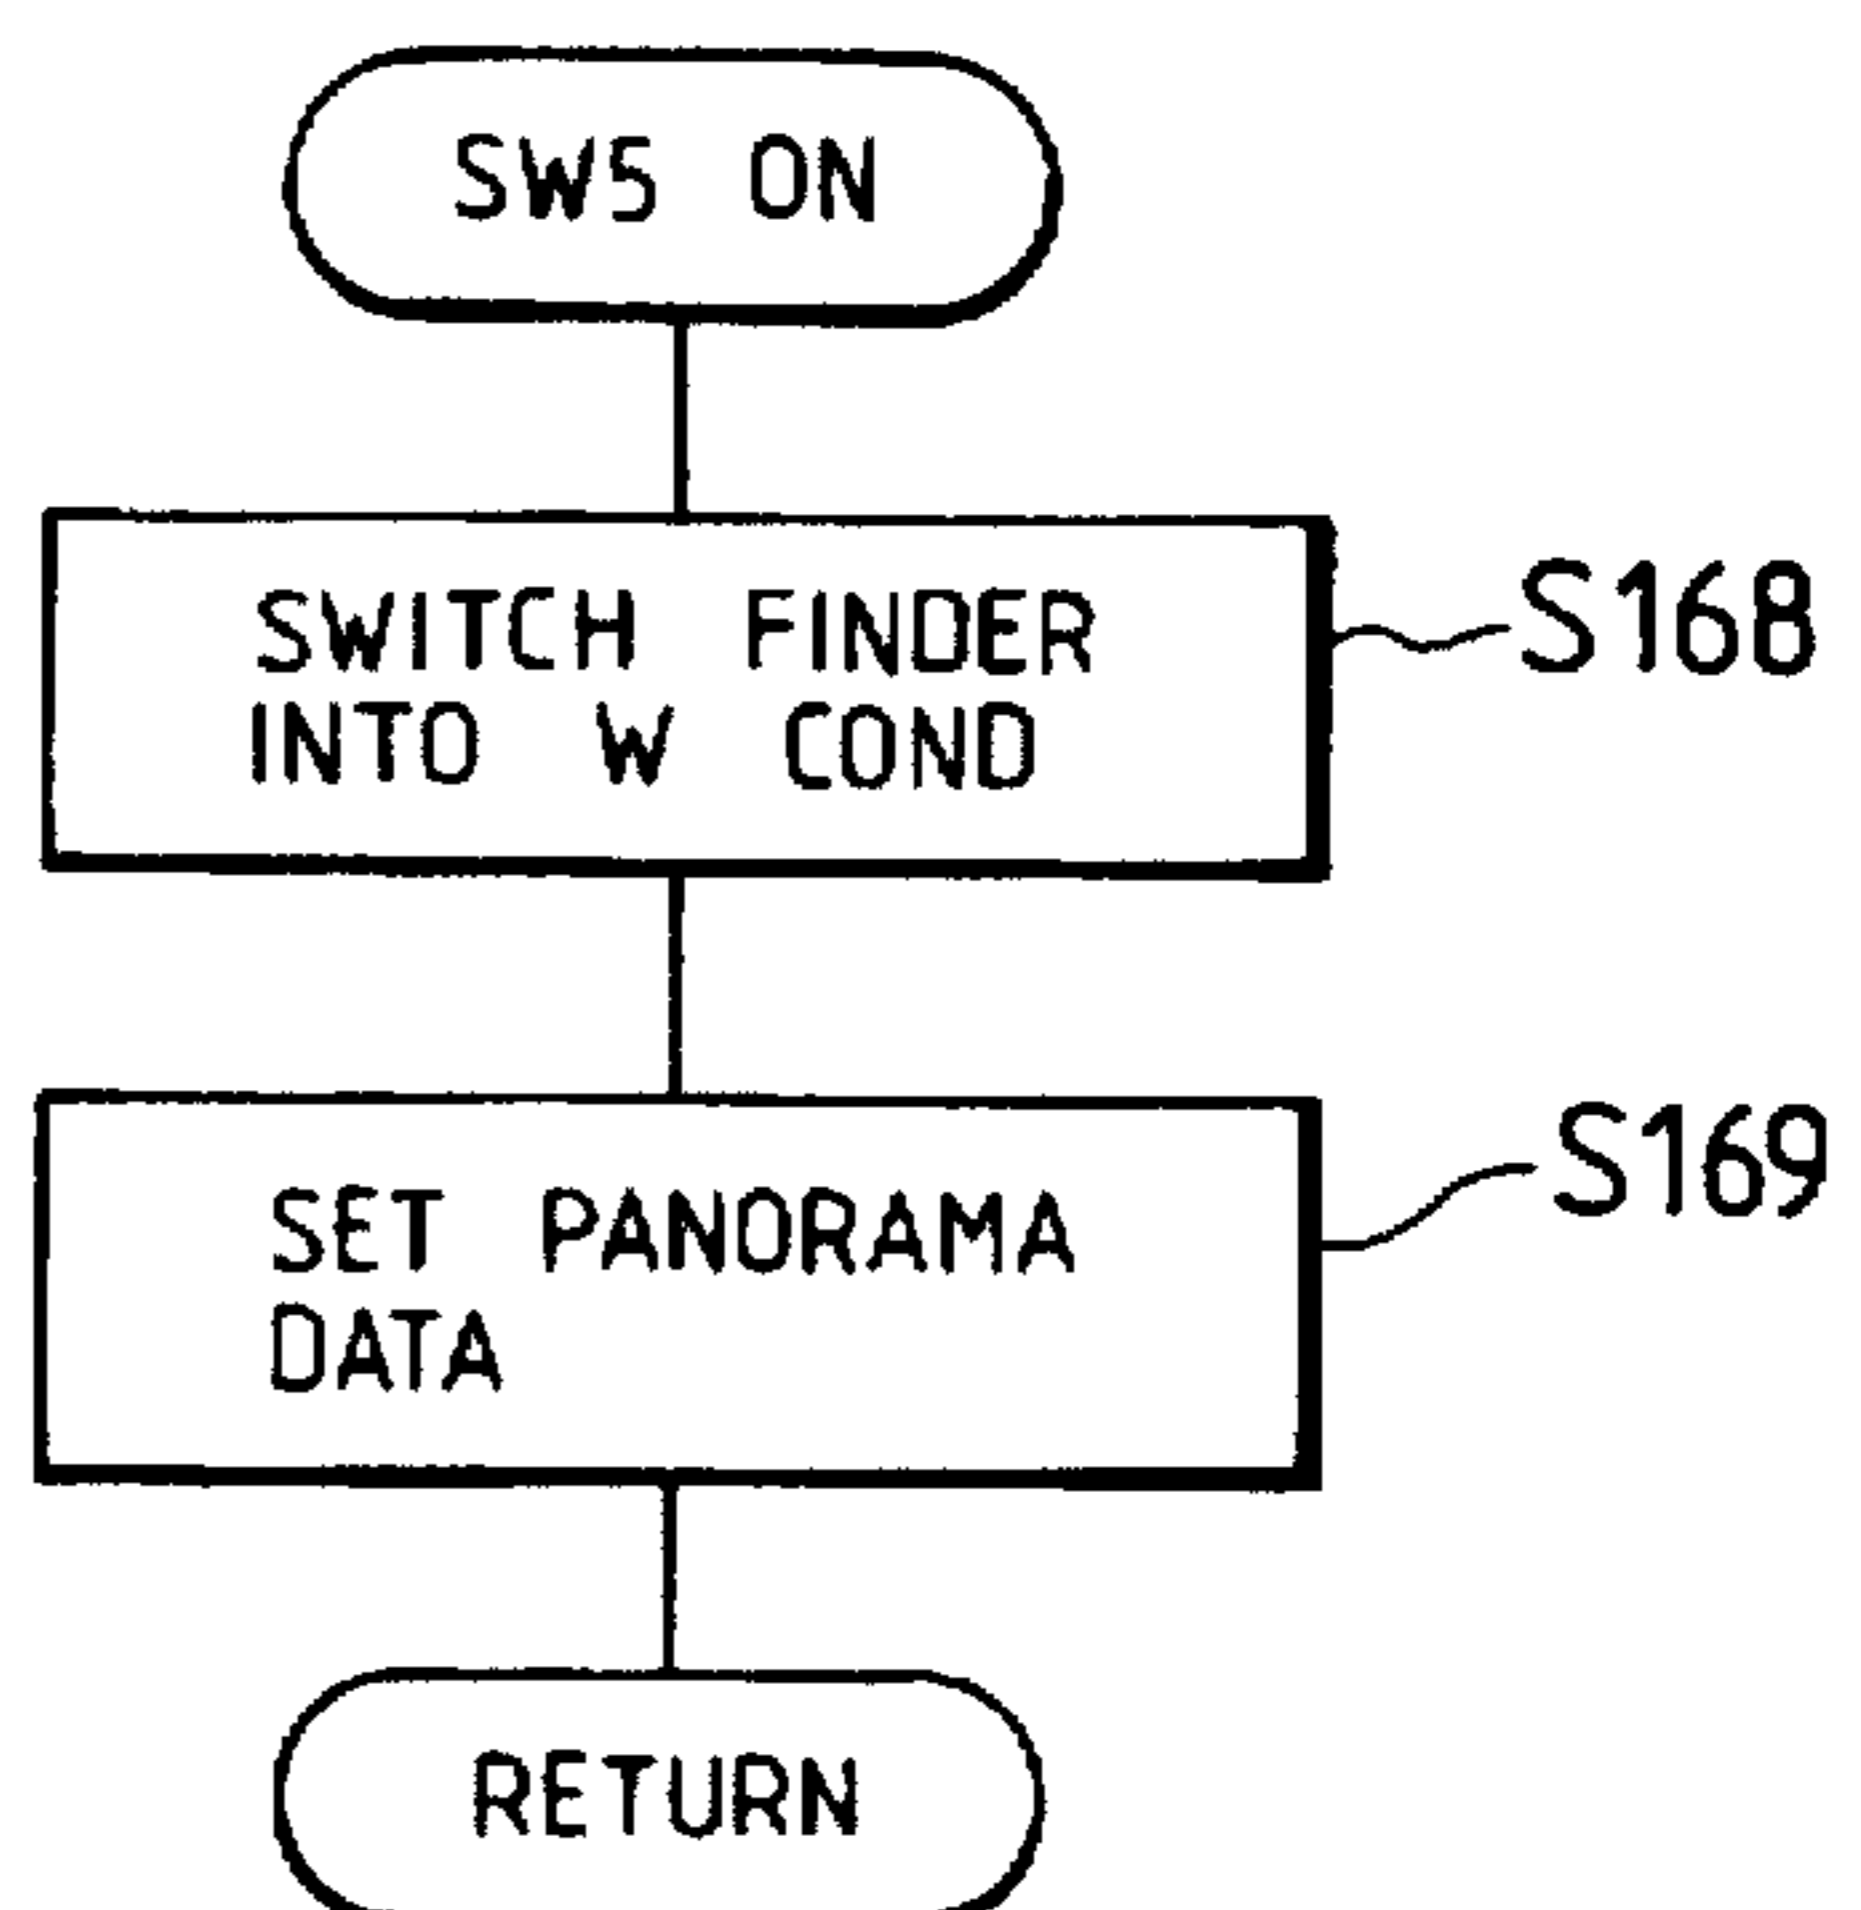 SW5 ON
SWITCH FINDER
INTO W COND
S168
SET PANORAMA
DATA
S169
RETURN